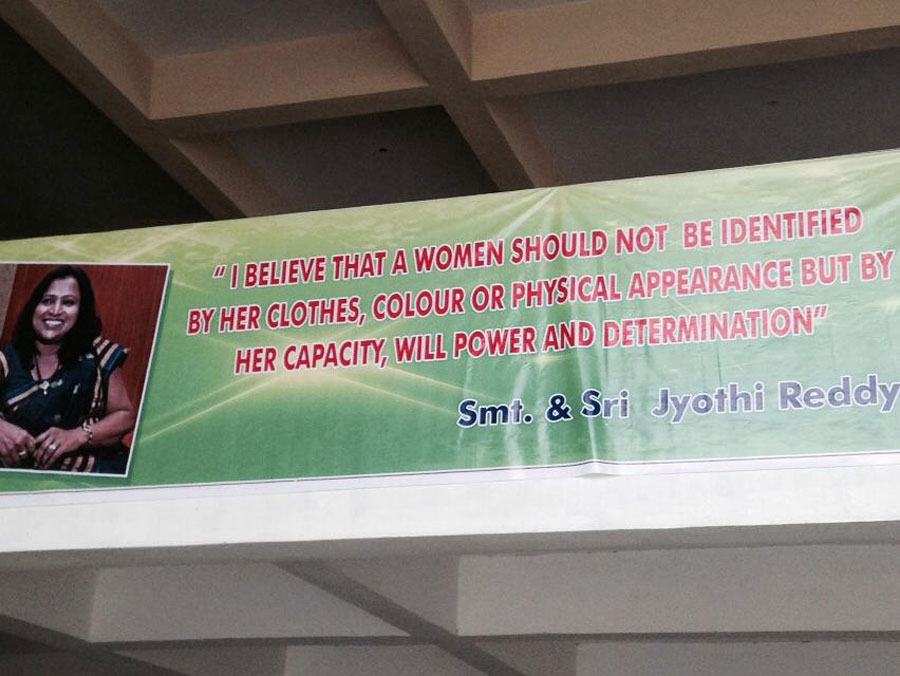 “ I BELIEVE THAT A WOMEN SHOULD NOT BE IDENTIFIED
BY HER CLOTHES, COLOUR OR PHYSICAL APPEARANCE BUT BY
HER CAPACITY, WILL POWER AND DETERMINATION”
Smt. & Sri Jyothi Reddy